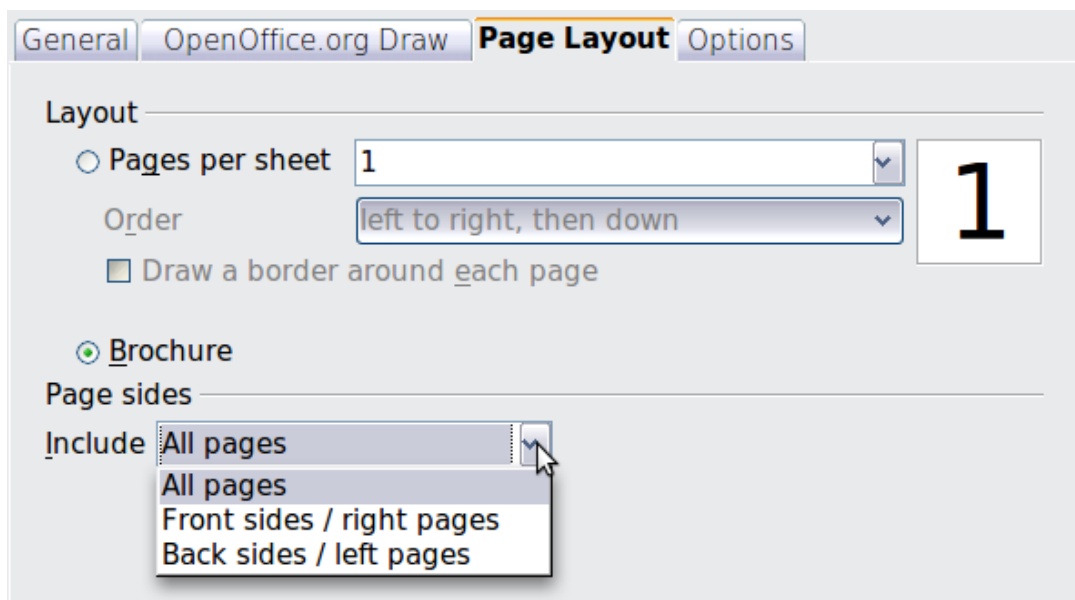 General OpenOffice.org Draw Page Layout Options
Layout
Pages per sheet 1
1
Order left to right, then down
Draw a border around each page
Brochure
Page sides
Include All pages
All pages
Front sides / right pages
Back sides / left pages